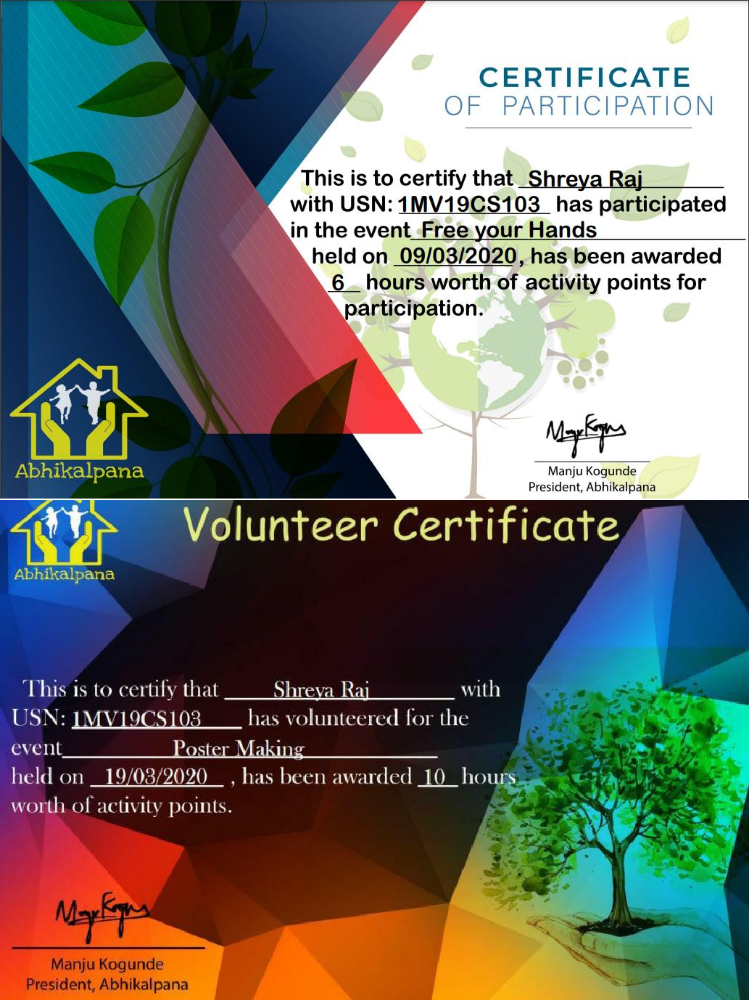 CERTIFICATE
OF PARTICIPATION
This is to certify that Shreya Raj
with USN: 1MV19CS103 has participated
in the event Free your Hands
held on 09/03/2020, has been awarded
6 hours worth of activity points for
participation.
Abhikalpana
Manju Kogunde
President, Abhikalpana
Volunteer Certificate
Abhikalpana
This is to certify that Shreya Raj with
USN: 1MV19CS103 has volunteered for the
event Poster Making
held on 19/03/2020 , has been awarded 10 hours
worth of activity points.
Manju Kogunde
President, Abhikalpana